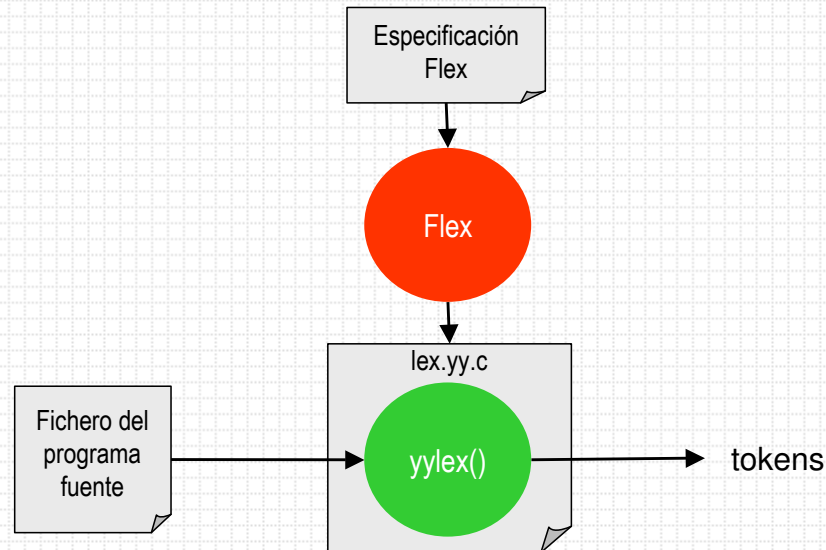 Especificación
Flex
Flex
lex.yy.c
Fichero del
programa
fuente
yylex()
tokens